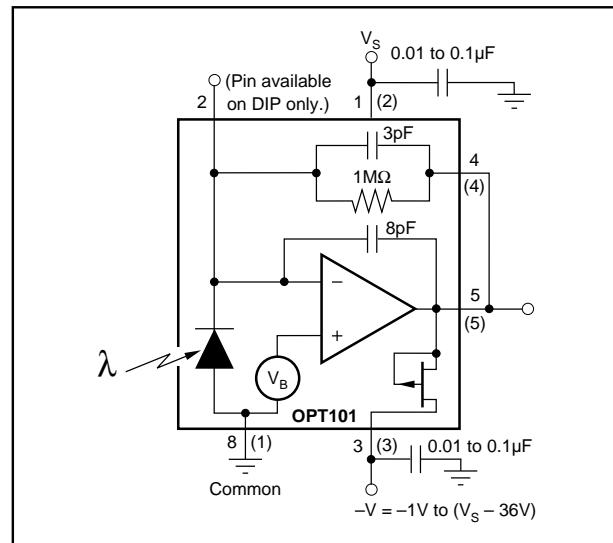 V_S
0.01 to 0.1µF
(Pin available
on DIP only.)
2
1 (2)
3pF
4
(4)
1MΩ
8pF
5
(5)
–
+
λ
V_B
OPT101
8 (1)
3 (3)
0.01 to 0.1µF
Common
–V = –1V to (V_S – 36V)